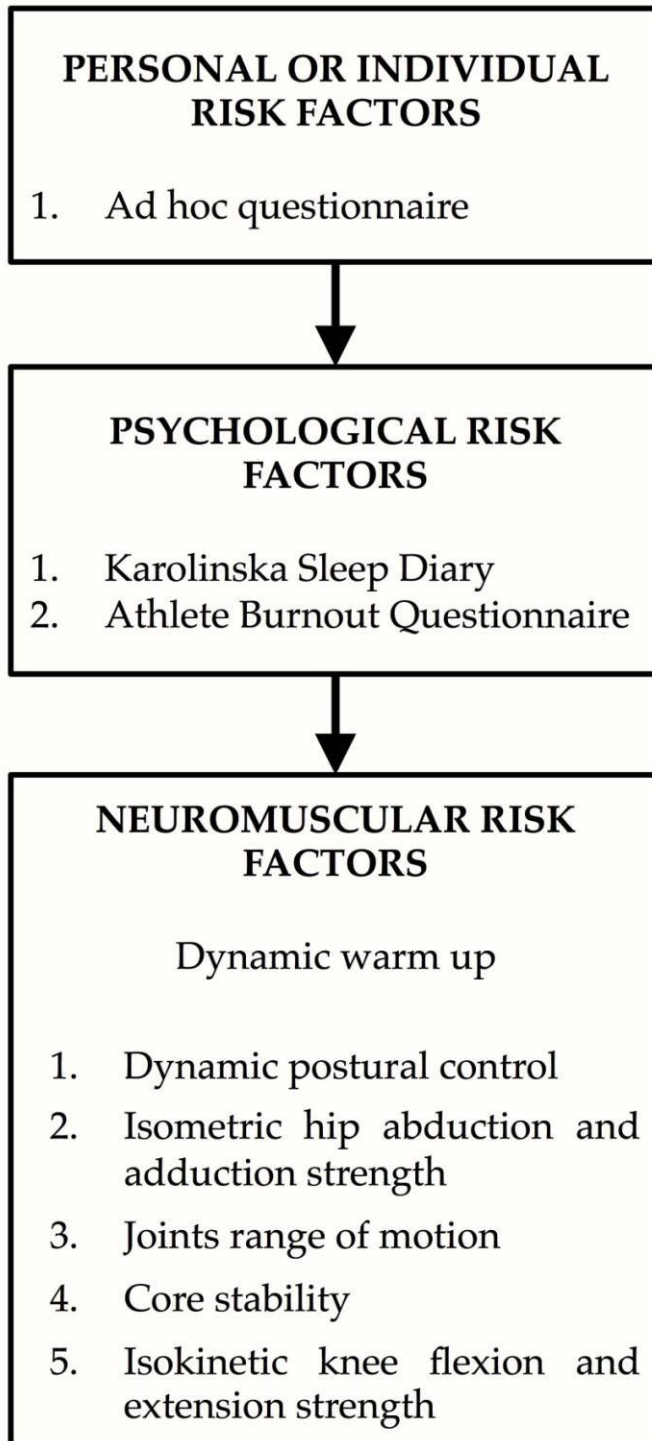 PERSONAL OR INDIVIDUAL
RISK FACTORS
1. Ad hoc questionnaire
PSYCHOLOGICAL RISK
FACTORS
1. Karolinska Sleep Diary
2. Athlete Burnout Questionnaire
NEUROMUSCULAR RISK
FACTORS
Dynamic warm up
1. Dynamic postural control
2. Isometric hip abduction and
adduction strength
3. Joints range of motion
4. Core stability
5. Isokinetic knee flexion and
extension strength